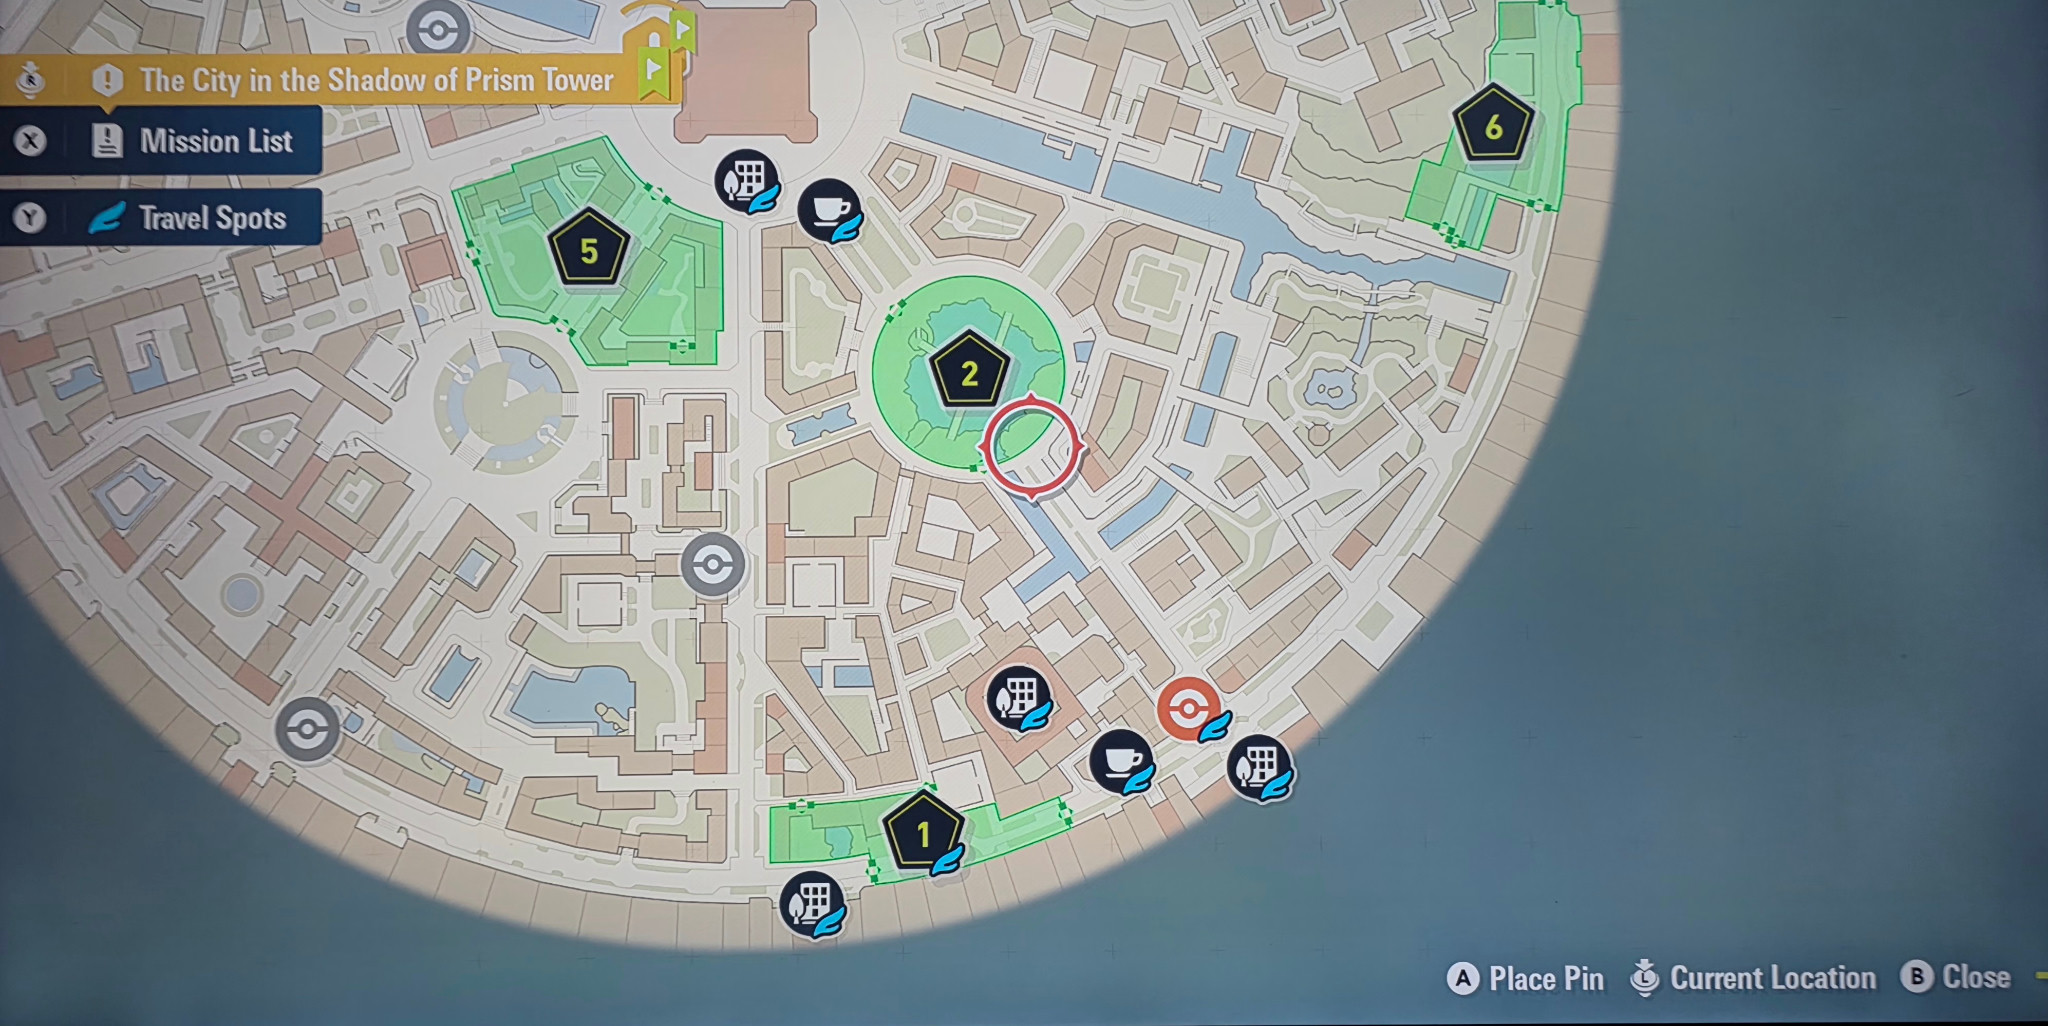 R The City in the Shadow of Prism Tower
X Mission List
Y Travel Spots
6
5
2
1
A Place Pin L Current Location B Close